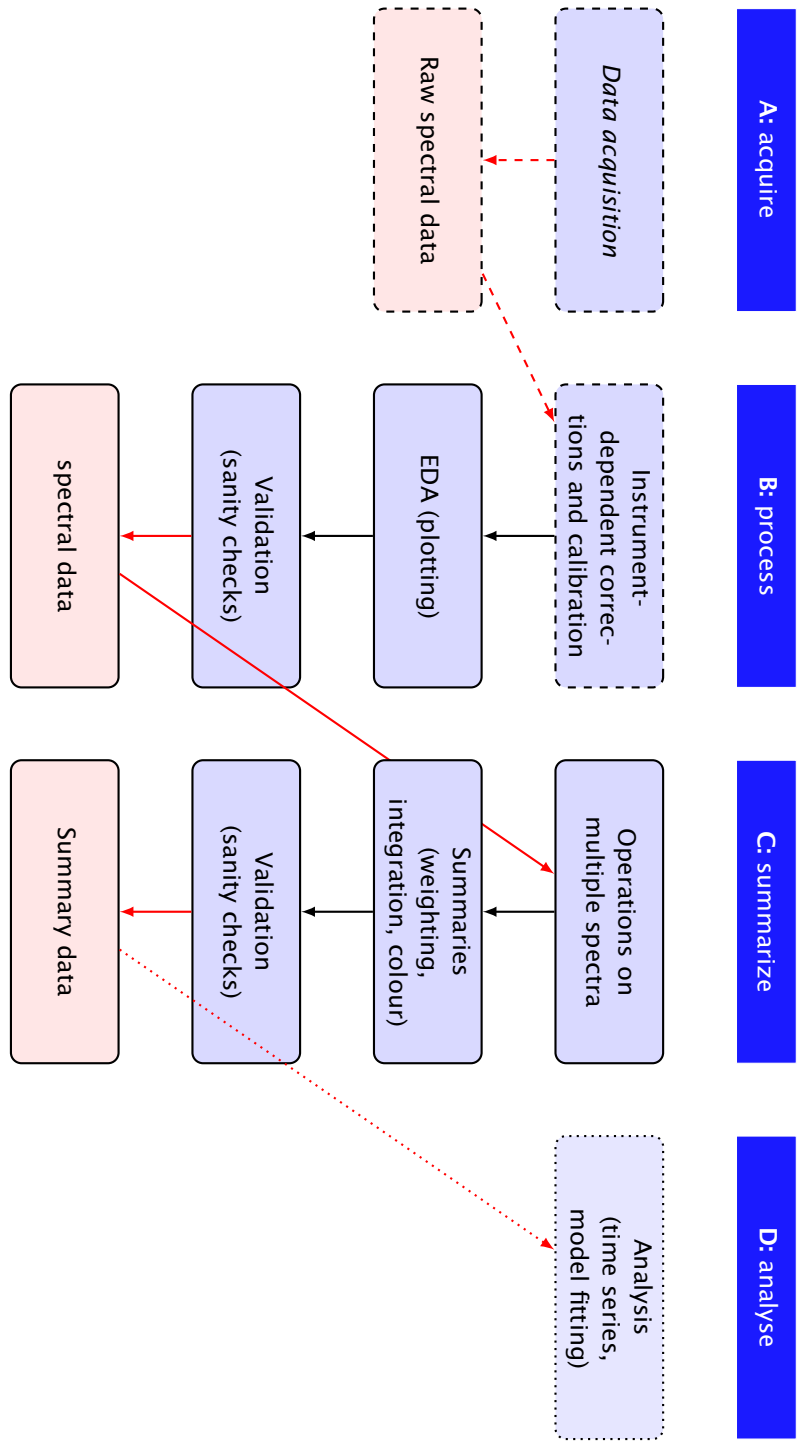 A: acquire
Data acquisition
Raw spectral data
B: process
Instrument-
dependent correc-
tions and calibration
EDA (plotting)
Validation
(sanity checks)
spectral data
C: summarize
Operations on
multiple spectra
Summaries
(weighting,
integration, colour)
Validation
(sanity checks)
Summary data
D: analyse
Analysis
(time series,
model fitting)